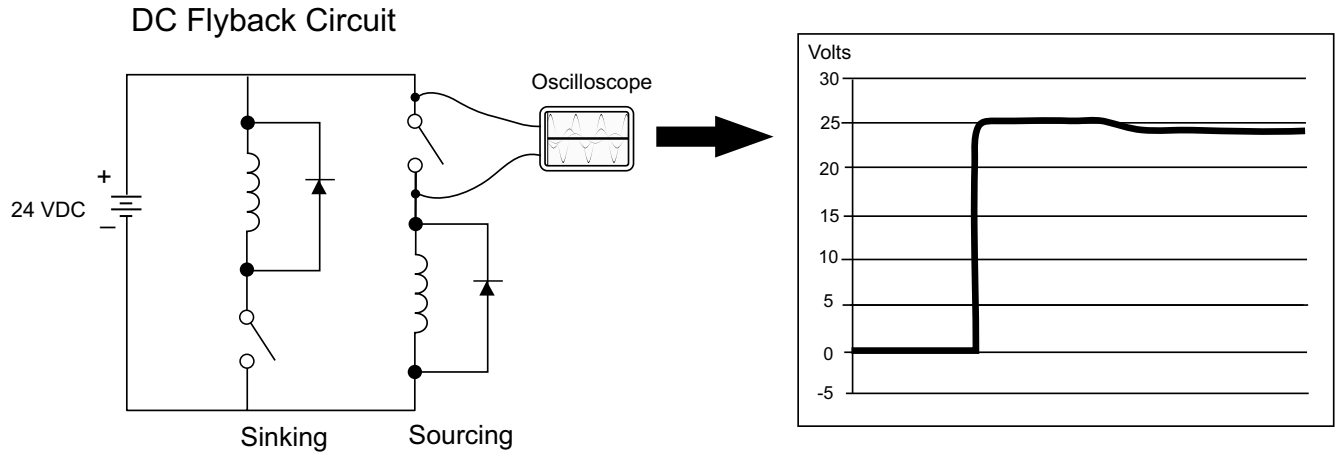 DC Flyback Circuit
Oscilloscope
+
24 VDC
–
Sinking
Sourcing
Volts
30
25
20
15
10
5
0
-5